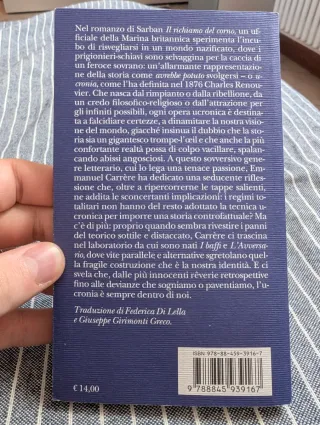 Nel romanzo di Sarban Il richiamo del corno, un uf-
ficiale della Marina britannica sperimenta l'incu-
bo di risvegliarsi in un mondo nazificato, dove i
prigionieri-schiavi sono selvaggina per la caccia di
un feroce sovrano: un'allarmante rappresentazio-
ne della storia come avrebbe potuto svolgersi – o u-
cronia, come l'ha definita nel 1876 Charles Renou-
vier. Che nasca dal rimpianto o dalla ribellione, da
un credo filosofico-religioso o dall'attrazione per
gli infiniti possibili, ogni opera ucronica è destina-
ta a falcidiare certezze, a dinamitare la nostra visio-
ne del mondo, giacché insinua il dubbio che la sto-
ria sia un gigantesco trompe-l'œil e che anche la più
confortante realtà possa di colpo vacillare, spalan-
cando abissi angosciosi. A questo sovversivo gene-
re letterario, cui lo lega una tenace passione, Em-
manuel Carrère ha dedicato una seducente rifles-
sione che, oltre a ripercorrerne le tappe salienti,
ne addita le sconcertanti implicazioni: i regimi to-
talitari non hanno del resto adottato la tecnica u-
cronica per imporre una storia controfattuale? Ma
c'è di più: proprio quando sembra rivestire i panni
del teorico sottile e distaccato, Carrère ci trascina
nel laboratorio da cui sono nati I baffi e L'Avversa-
rio, dove vite parallele e alternative sgretolano quel-
la fragile costruzione che è la nostra identità. E ci
svela che, dalle più innocenti rêverie retrospettive
fino alle devianze che sogniamo o paventiamo, l'u-
cronia è sempre dentro di noi.
Traduzione di Federica Di Lella
e Giuseppe Girimonti Greco.
ISBN 978-88-459-3916-7
9 788845 939167
€ 14,00